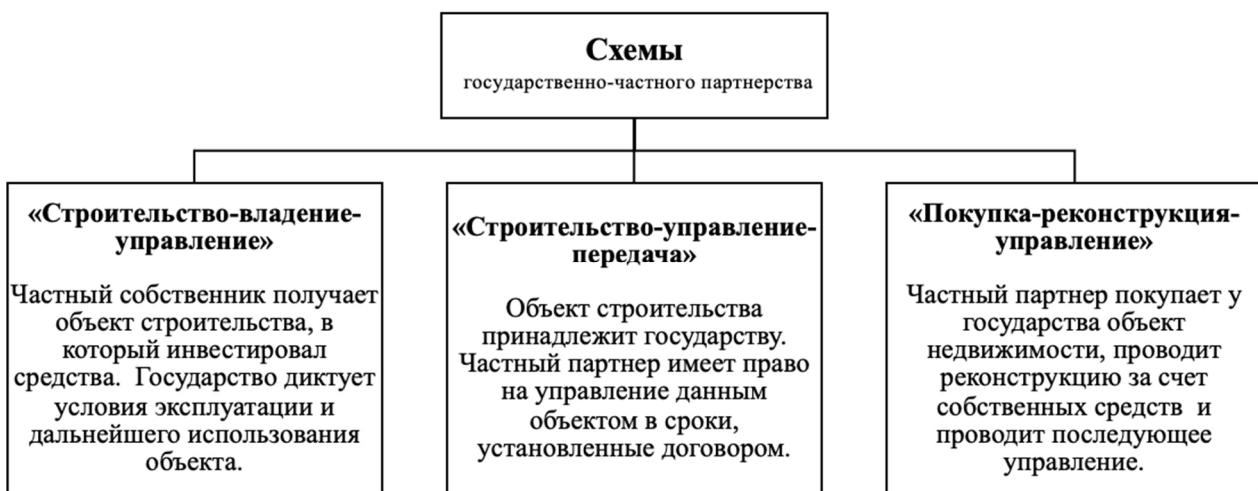 Схемы
государственно-частного партнерства
«Строительство-владение-
управление»
Частный собственник получает
объект строительства, в
который инвестировал
средства.  Государство диктует
условия эксплуатации и
дальнейшего использования
объекта.
«Строительство-управление-
передача»
Объект строительства
принадлежит государству.
Частный партнер имеет право
на управление данным
объектом в сроки,
установленные договором.
«Покупка-реконструкция-
управление»
Частный партнер покупает у
государства объект
недвижимости, проводит
реконструкцию за счет
собственных средств  и
проводит последующее
управление.